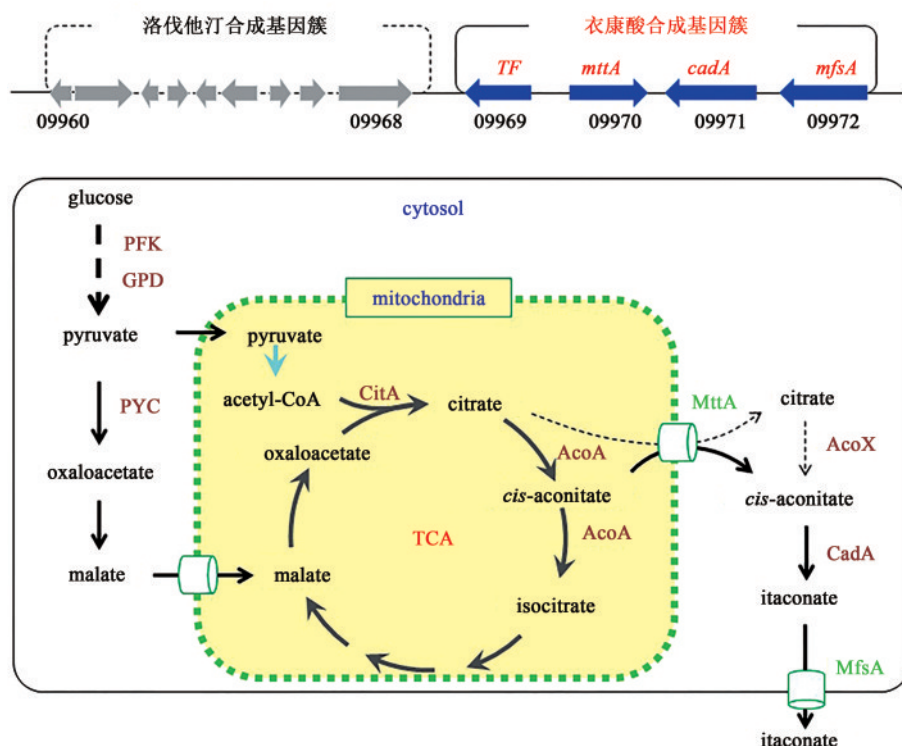 洛伐他汀合成基因簇
衣康酸合成基因簇
TF mttA cadA mfsA
09960 09968 09969 09970 09971 09972
glucose
cytosol
PFK
GPD
mitochondria
pyruvate
pyruvate
PYC
acetyl-CoA
CitA
citrate
MttA
citrate
oxaloacetate
oxaloacetate
AcoA
AcoX
cis-aconitate
cis-aconitate
TCA
AcoA
CadA
malate
malate
isocitrate
itaconate
MfsA
itaconate